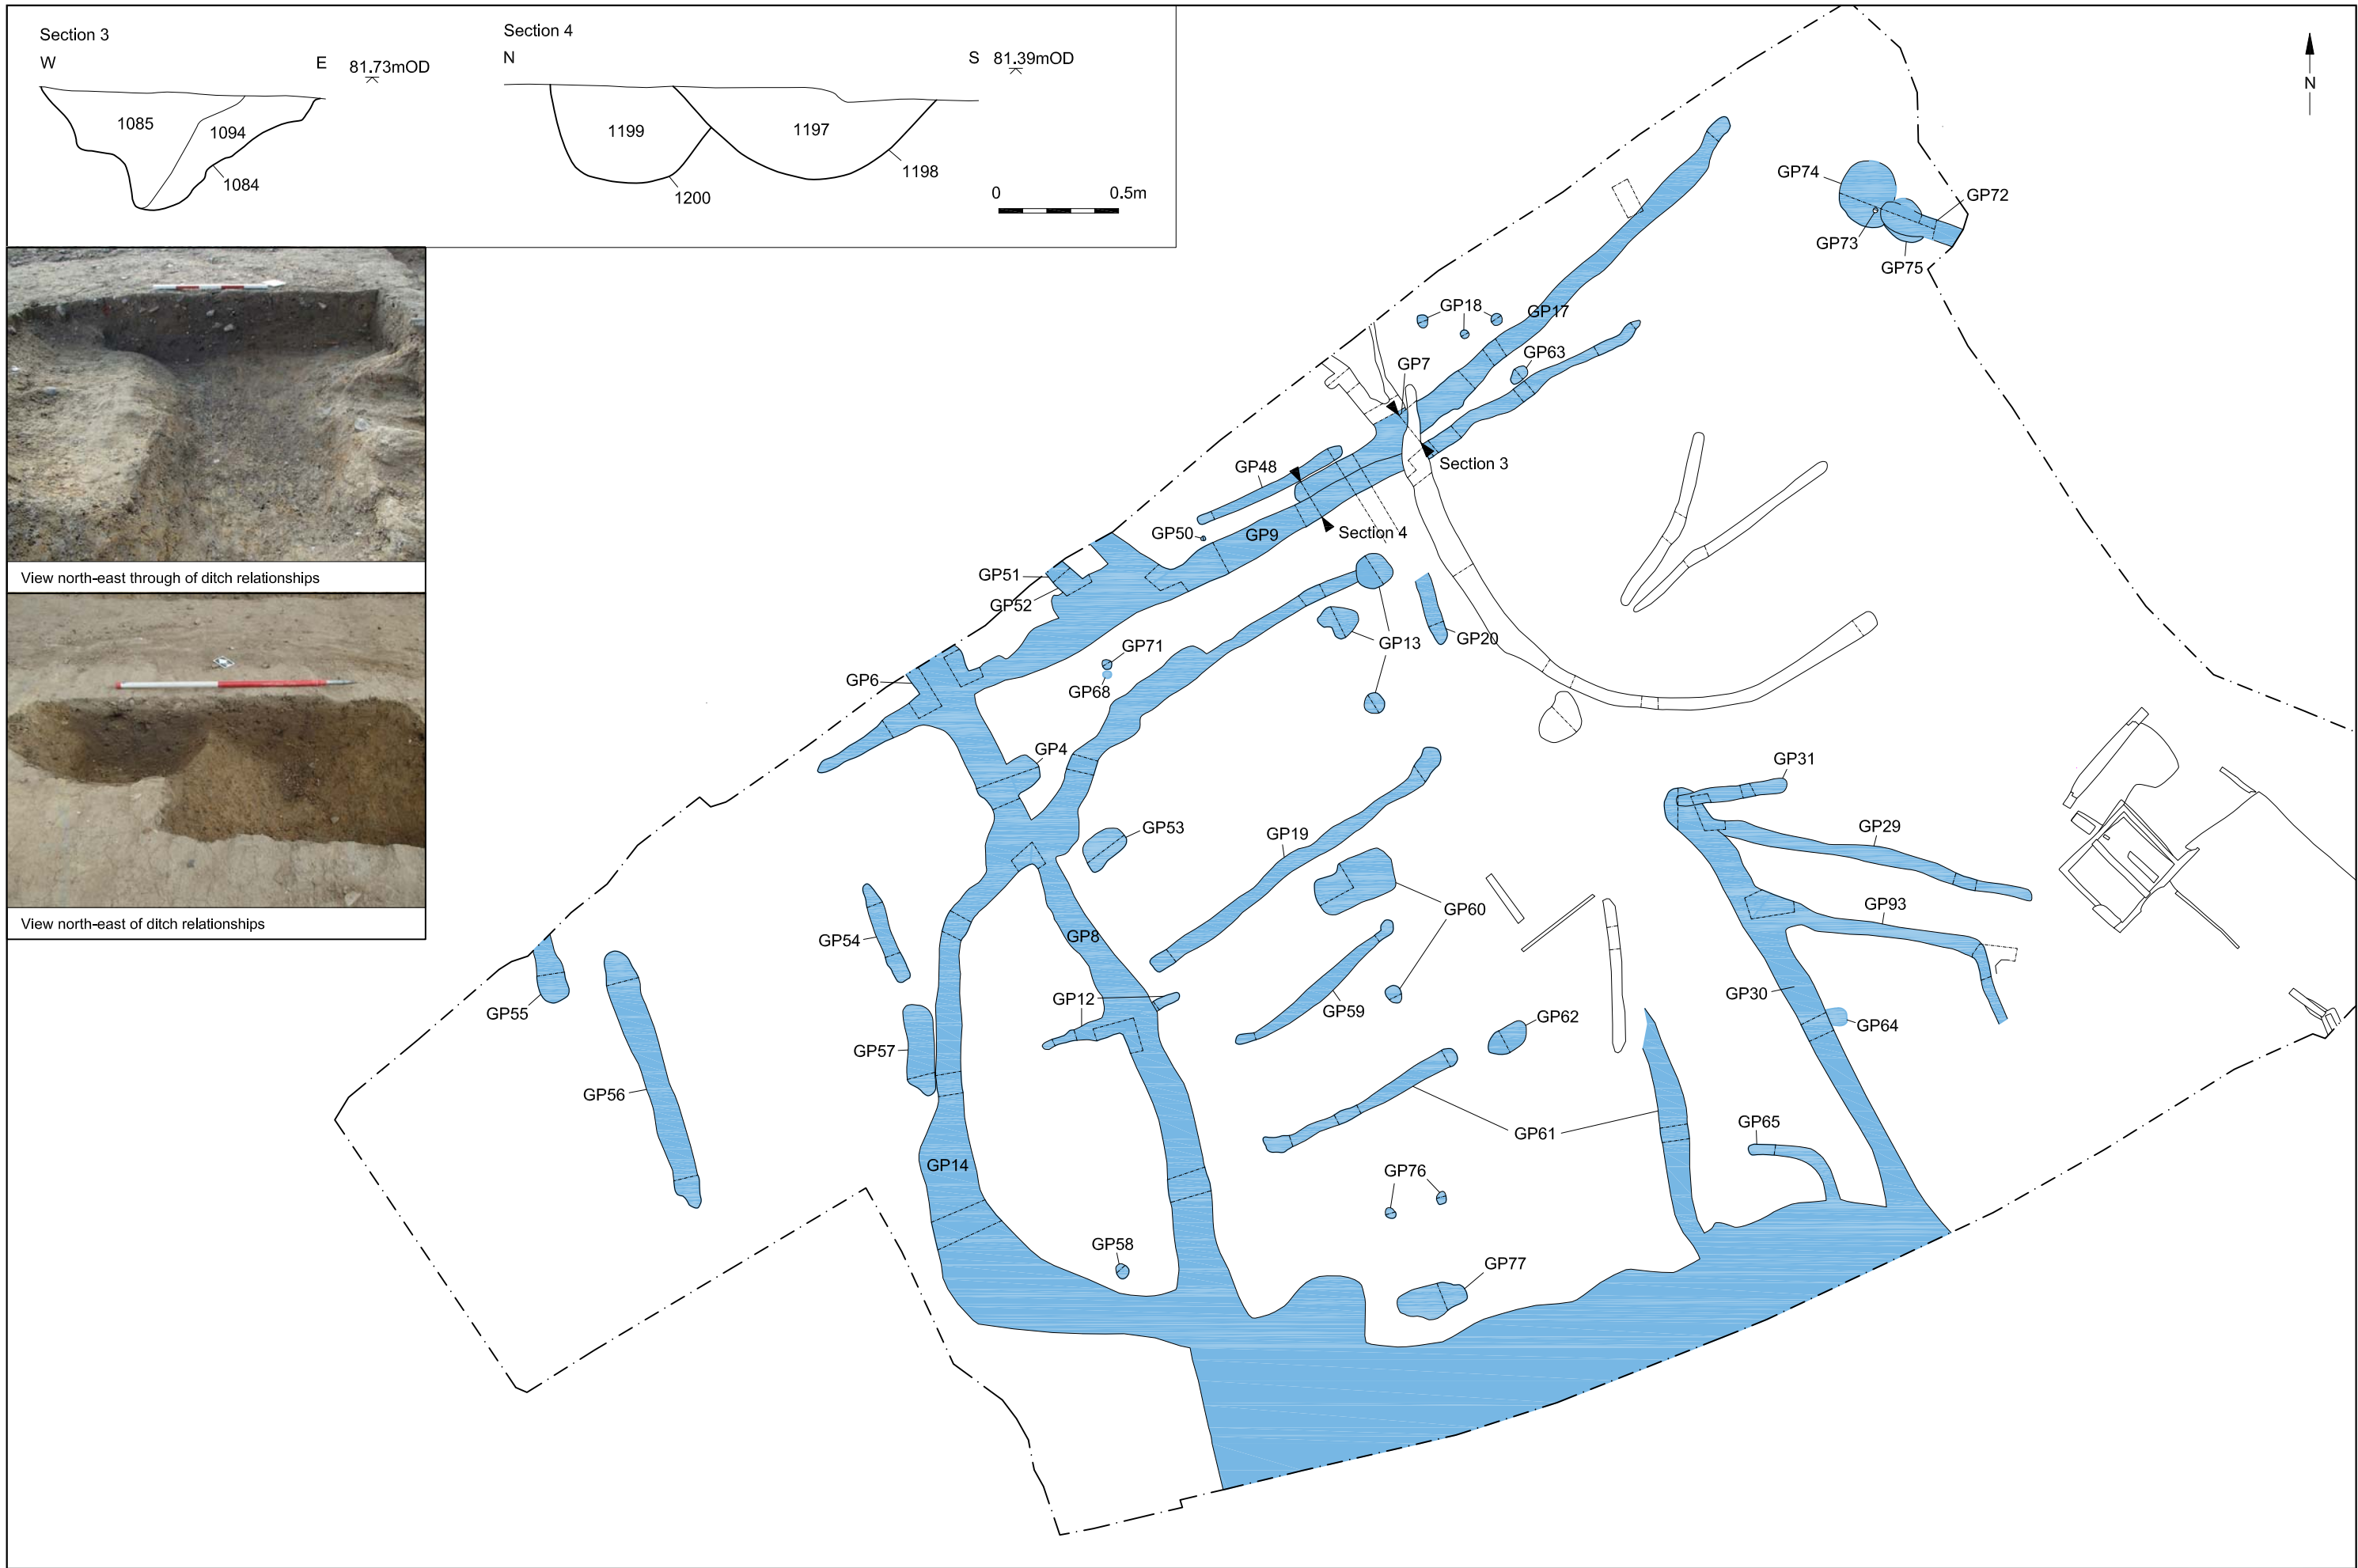 Section 3
W
E
81.73mOD
1085
1094
1084
Section 4
N
S
81.39mOD
1199
1197
1198
1200
0
0.5m
N
View north-east through of ditch relationships
View north-east of ditch relationships
GP74
GP72
GP73
GP75
GP18
GP17
GP63
GP7
Section 3
GP48
GP50
GP9
Section 4
GP51
GP52
GP13
GP20
GP71
GP68
GP6
GP4
GP31
GP53
GP19
GP29
GP60
GP93
GP54
GP8
GP30
GP55
GP12
GP59
GP62
GP64
GP57
GP56
GP61
GP65
GP14
GP76
GP58
GP77